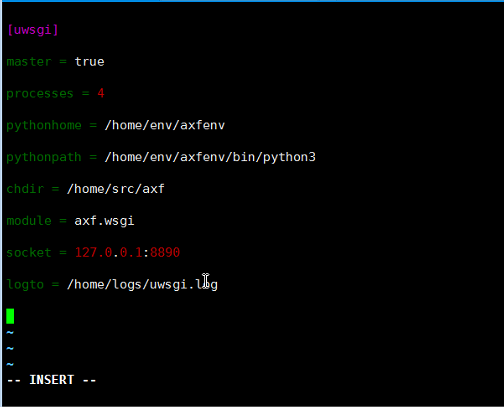 [uwsgi]
master = true
processes = 4
pythonhome = /home/env/axfenv
pythonpath = /home/env/axfenv/bin/python3
chdir = /home/src/axf
module = axf.wsgi
socket = 127.0.0.1:8890
logto = /home/logs/uwsgi.log
~
~
~
-- INSERT --